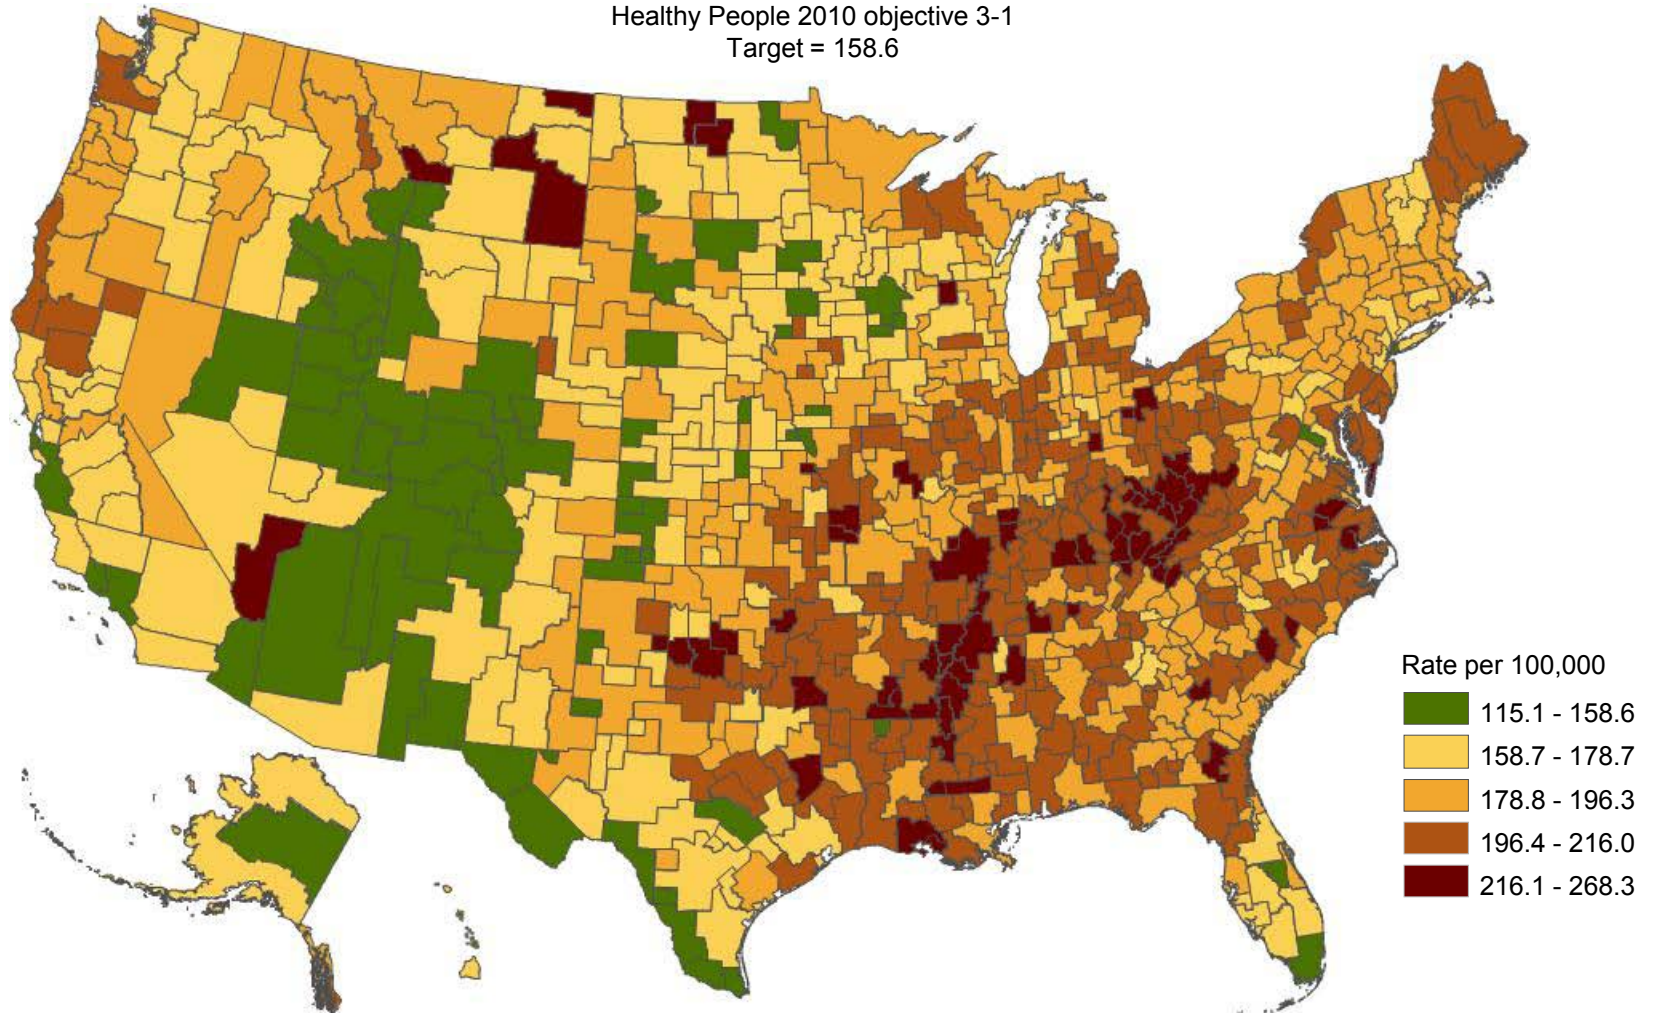 Healthy People 2010 objective 3-1
Target = 158.6
Rate per 100,000
115.1 - 158.6
158.7 - 178.7
178.8 - 196.3
196.4 - 216.0
216.1 - 268.3